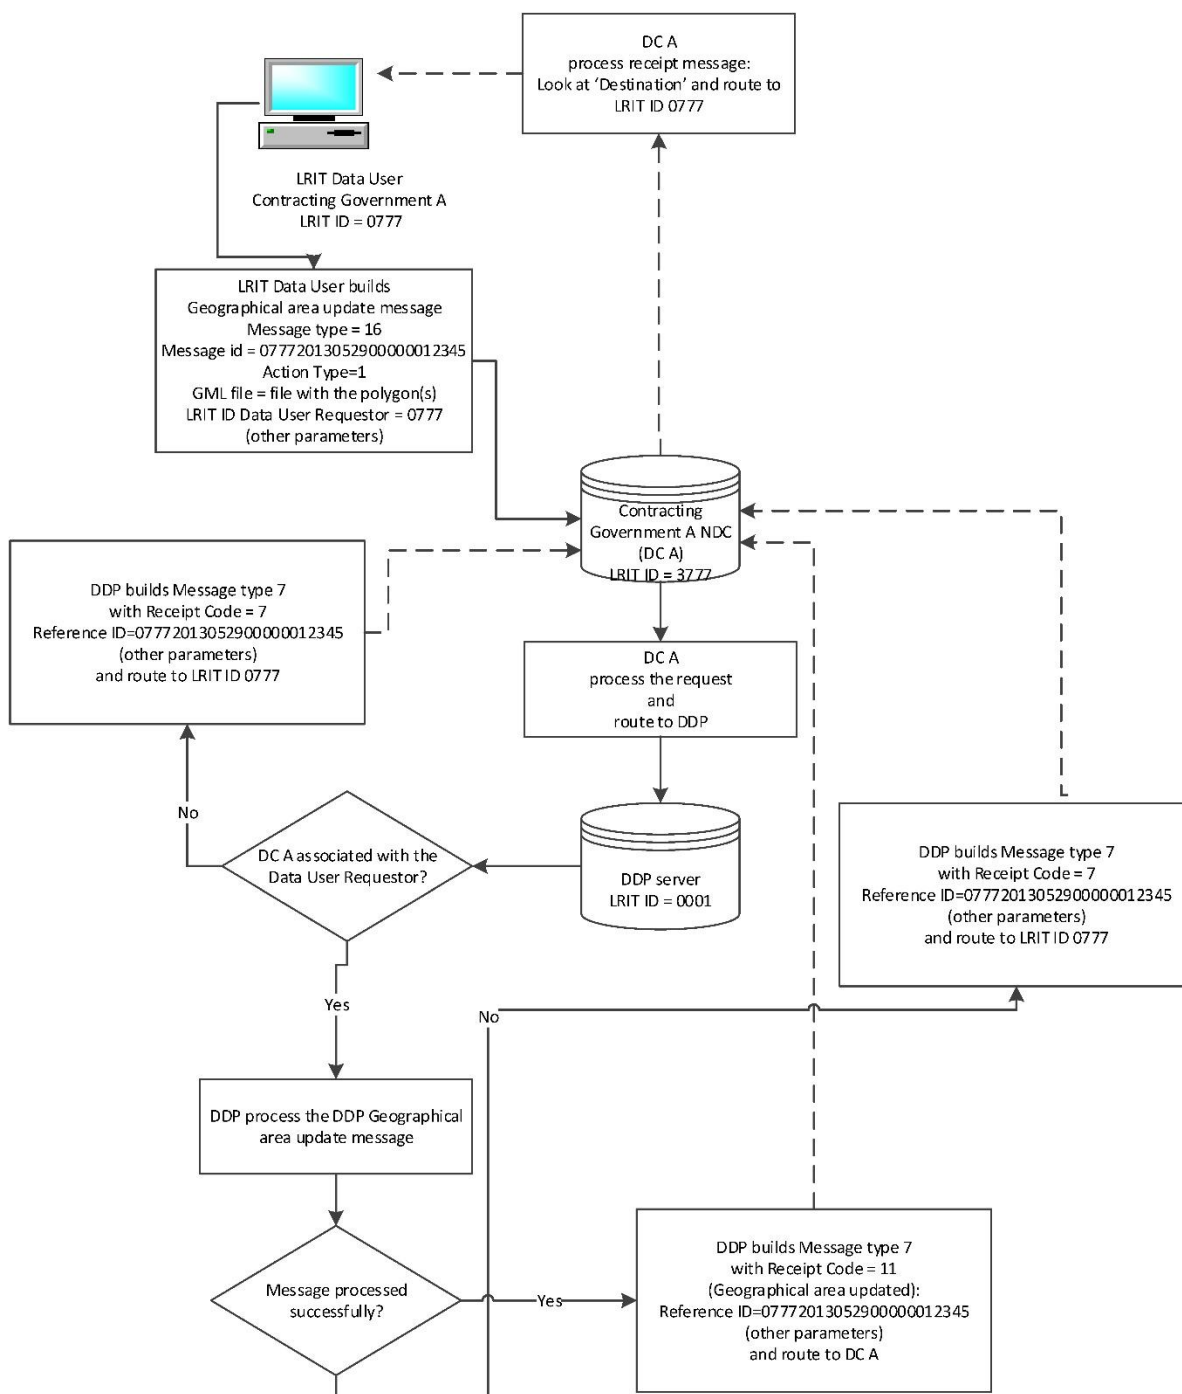 DC A
process receipt message:
Look at ‘Destination’ and route to
LRIT ID 0777
LRIT Data User
Contracting Government A
LRIT ID = 0777
LRIT Data User builds
Geographical area update message
Message type = 16
Message id = 07772013052900000012345
Action Type=1
GML file = file with the polygon(s)
LRIT ID Data User Requestor = 0777
(other parameters)
Contracting
Government A NDC
(DC A)
LRIT ID = 3777
DDP builds Message type 7
with Receipt Code = 7
Reference ID=07772013052900000012345
(other parameters)
and route to LRIT ID 0777
DC A
process the request
and
route to DDP
No
DC A associated with the
Data User Requestor?
DDP server
LRIT ID = 0001
DDP builds Message type 7
with Receipt Code = 7
Reference ID=07772013052900000012345
(other parameters)
and route to LRIT ID 0777
Yes
No
DDP process the DDP Geographical
area update message
Message processed
successfully?
Yes
DDP builds Message type 7
with Receipt Code = 11
(Geographical area updated):
Reference ID=07772013052900000012345
(other parameters)
and route to DC A